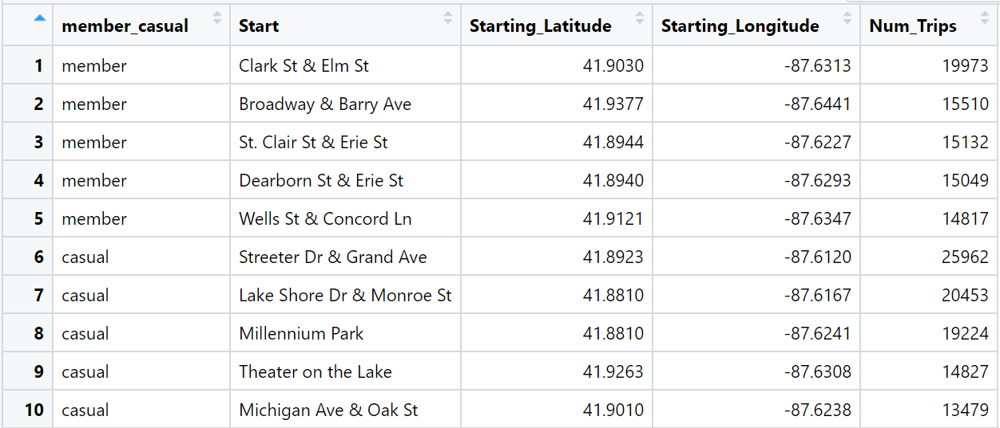 member_casual Start Starting_Latitude Starting_Longitude Num_Trips
1 member Clark St & Elm St 41.9030 -87.6313 19973
2 member Broadway & Barry Ave 41.9377 -87.6441 15510
3 member St. Clair St & Erie St 41.8944 -87.6227 15132
4 member Dearborn St & Erie St 41.8940 -87.6293 15049
5 member Wells St & Concord Ln 41.9121 -87.6347 14817
6 casual Streeter Dr & Grand Ave 41.8923 -87.6120 25962
7 casual Lake Shore Dr & Monroe St 41.8810 -87.6167 20453
8 casual Millennium Park 41.8810 -87.6241 19224
9 casual Theater on the Lake 41.9263 -87.6308 14827
10 casual Michigan Ave & Oak St 41.9010 -87.6238 13479